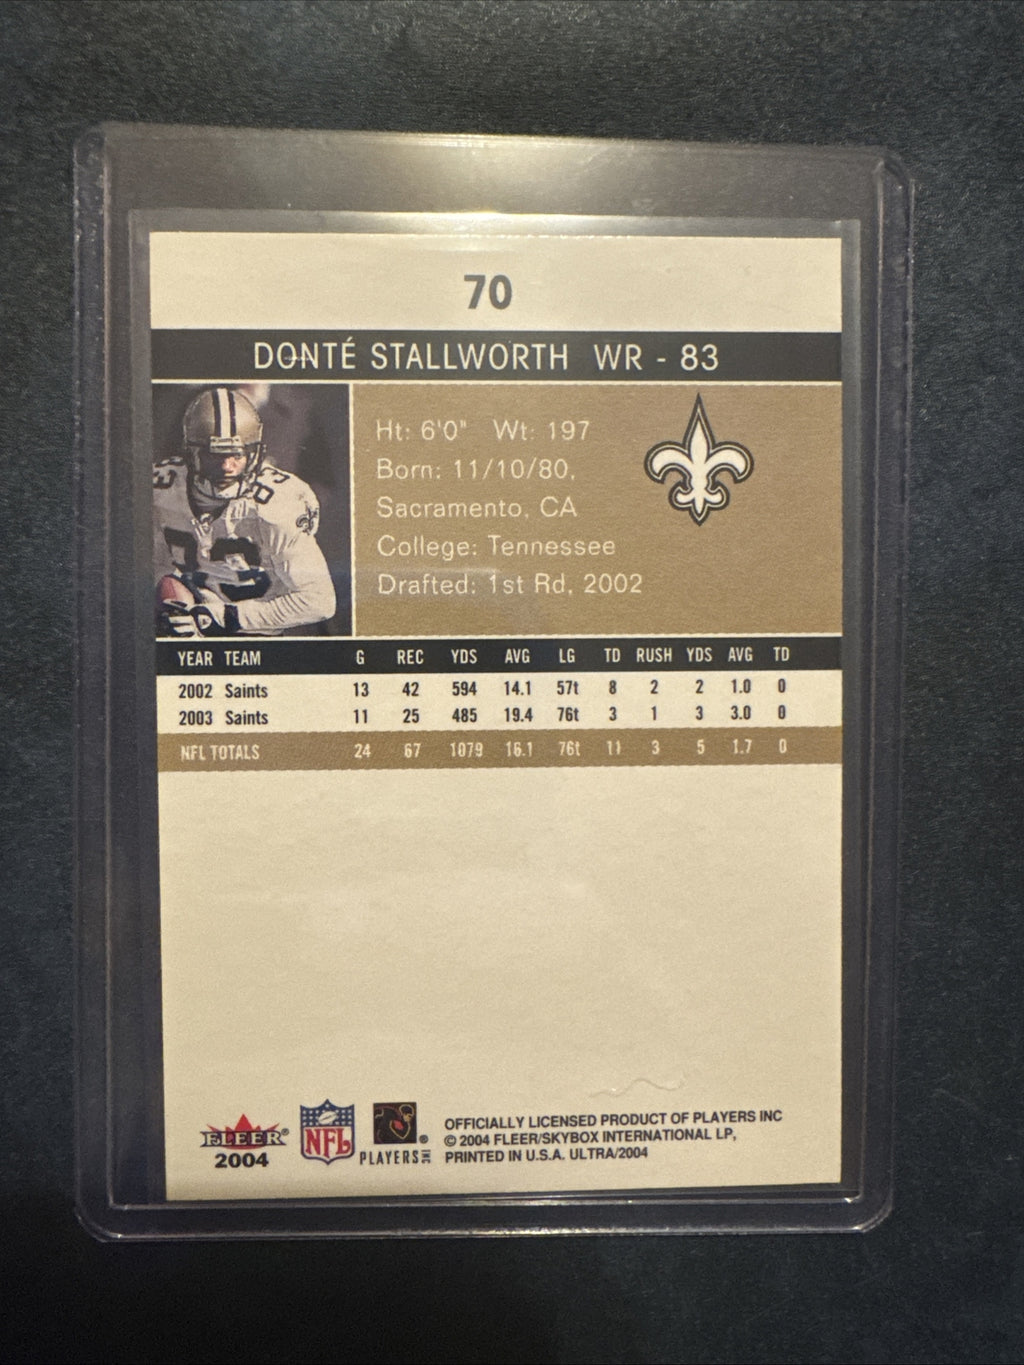 70
DONTÉ STALLWORTH WR - 83
Ht: 6'0" Wt: 197
Born: 11/10/80,
Sacramento, CA
College: Tennessee
Drafted: 1st Rd, 2002
YEAR TEAM G REC YDS AVG LG TD RUSH YDS AVG TD
2002 Saints 13 42 594 14.1 57t 8 2 2 1.0 0
2003 Saints 11 25 485 19.4 76t 3 1 3 3.0 0
NFL TOTALS 24 67 1079 16.1 76t 11 3 5 1.7 0
FLEER®
2004
NFL
PLAYERS INC ®
OFFICIALLY LICENSED PRODUCT OF PLAYERS INC
© 2004 FLEER/SKYBOX INTERNATIONAL LP,
PRINTED IN U.S.A. ULTRA/2004